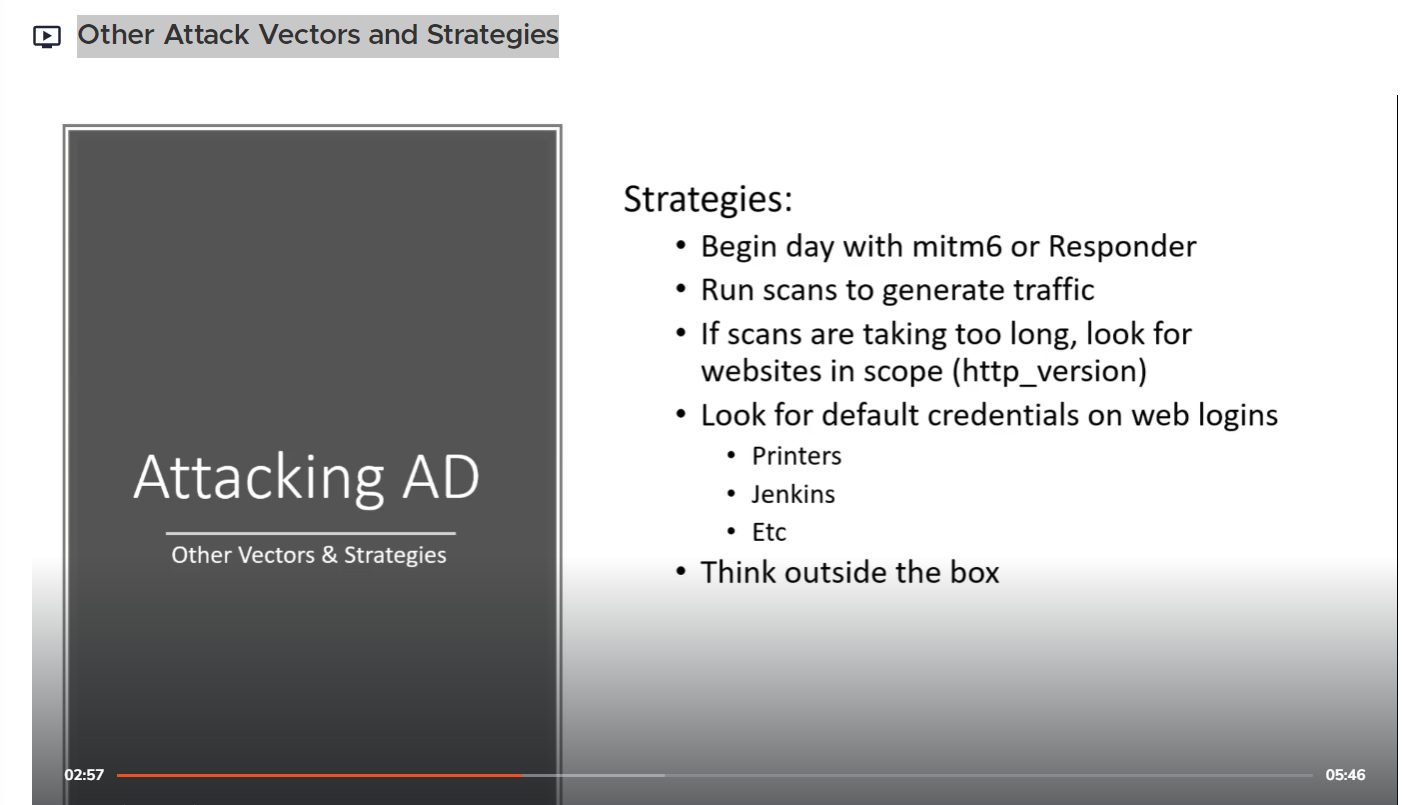 Other Attack Vectors and Strategies
Strategies:
• Begin day with mitm6 or Responder
• Run scans to generate traffic
• If scans are taking too long, look for
websites in scope (http_version)
• Look for default credentials on web logins
• Printers
• Jenkins
• Etc
• Think outside the box
Attacking AD
Other Vectors & Strategies
02:57
05:46